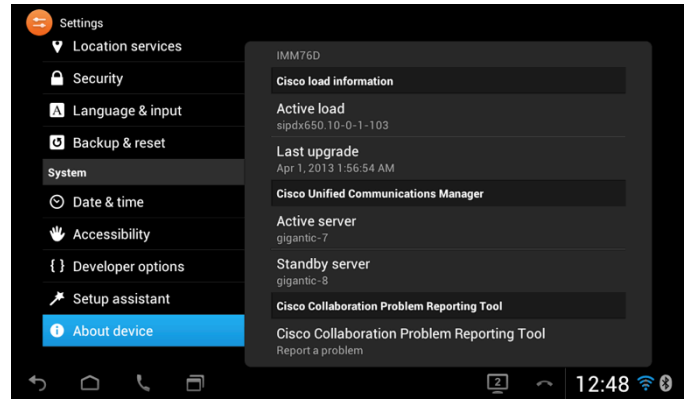 Settings
Location services
Security
A Language & input
Backup & reset
System
Date & time
Accessibility
{ } Developer options
Setup assistant
About device
IMM76D
Cisco load information
Active load
sipdx650.10-0-1-103
Last upgrade
Apr 1, 2013 1:56:54 AM
Cisco Unified Communications Manager
Active server
gigantic-7
Standby server
gigantic-8
Cisco Collaboration Problem Reporting Tool
Cisco Collaboration Problem Reporting Tool
Report a problem
2
12:48